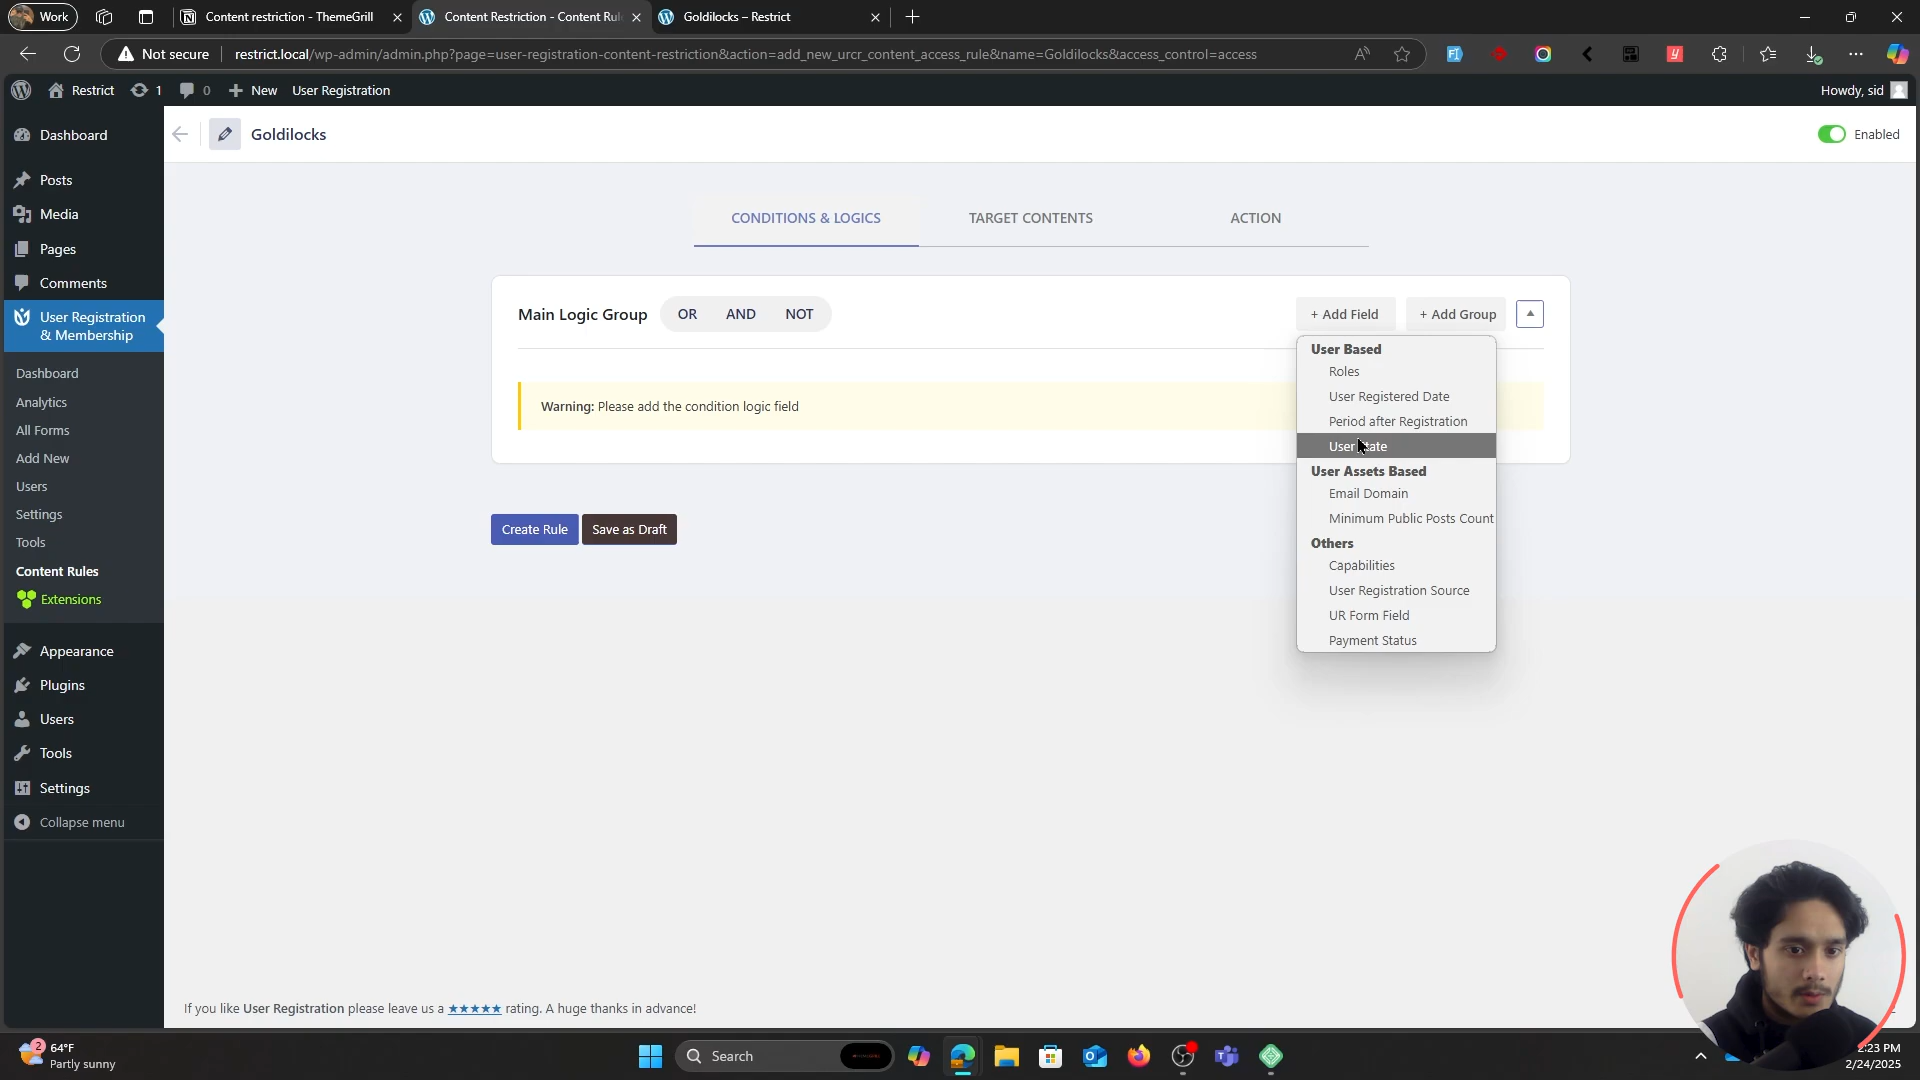 Work
Content restriction - ThemeGrill
Content Restriction - Content Rul
Goldilocks – Restrict
Not secure
restrict.local/wp-admin/admin.php?page=user-registration-content-restriction&action=add_new_urcr_content_access_rule&name=Goldilocks&access_control=access
Restrict
1
0
New
User Registration
Howdy, sid
Dashboard
Goldilocks
Enabled
Posts
Media
Pages
Comments
User Registration
& Membership
Dashboard
Analytics
All Forms
Add New
Users
Settings
Tools
Content Rules
Extensions
Appearance
Plugins
Users
Tools
Settings
Collapse menu
CONDITIONS & LOGICS
TARGET CONTENTS
ACTION
Main Logic Group
OR
AND
NOT
+ Add Field
+ Add Group
Warning: Please add the condition logic field
User Based
Roles
User Registered Date
Period after Registration
User
User Assets Based
Email Domain
Minimum Public Posts Count
Others
Capabilities
User Registration Source
UR Form Field
Payment Status
Create Rule
Save as Draft
If you like User Registration please leave us a ★★★★★ rating. A huge thanks in advance!
2
64°F
Partly sunny
Search
2:23 PM
2/24/2025